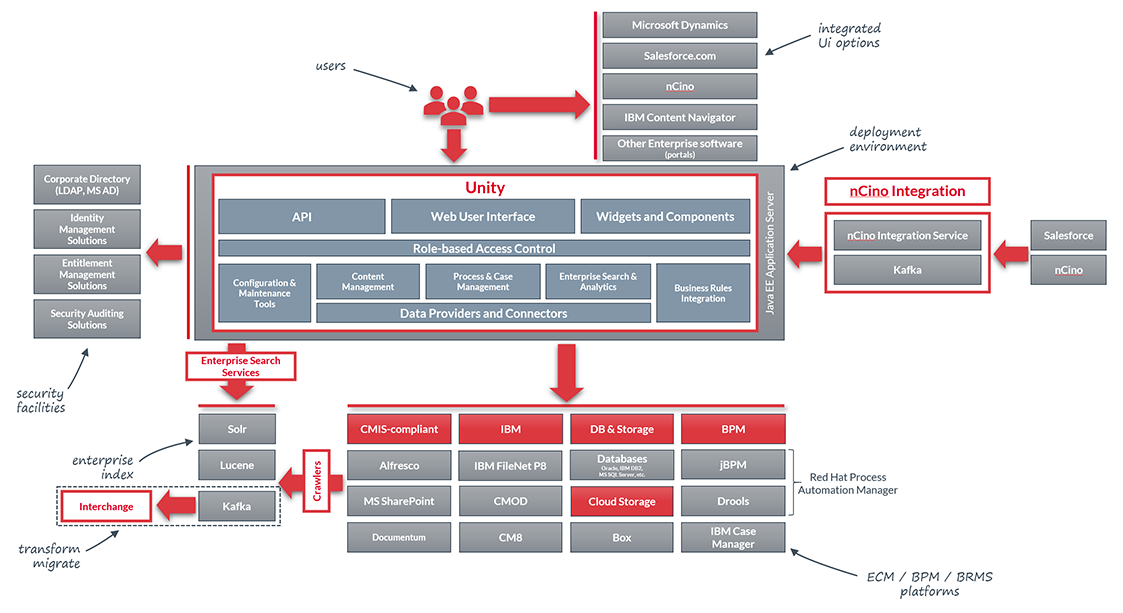 Microsoft Dynamics
Salesforce.com
nCino
IBM Content Navigator
Other Enterprise software
(portals)
integrated
Ui options
users
deployment
environment
Corporate Directory
(LDAP, MS AD)
Identity
Management
Solutions
Entitlement
Management
Solutions
Security Auditing
Solutions
security
facilities
Unity
API
Web User Interface
Widgets and Components
Role-based Access Control
Configuration &
Maintenance
Tools
Content
Management
Process & Case
Management
Enterprise Search &
Analytics
Business Rules
Integration
Data Providers and Connectors
Java EE Application Server
nCino Integration
nCino Integration Service
Kafka
Salesforce
nCino
Enterprise Search
Services
Solr
Lucene
Kafka
enterprise
index
Interchange
transform
migrate
Crawlers
CMIS-compliant
Alfresco
MS SharePoint
Documentum
IBM
IBM FileNet P8
CMOD
CM8
DB & Storage
Databases
Oracle, IBM DB2,
MS SQL Server, etc.
Cloud Storage
Box
BPM
jBPM
Drools
IBM Case
Manager
Red Hat Process
Automation Manager
ECM / BPM / BRMS
platforms